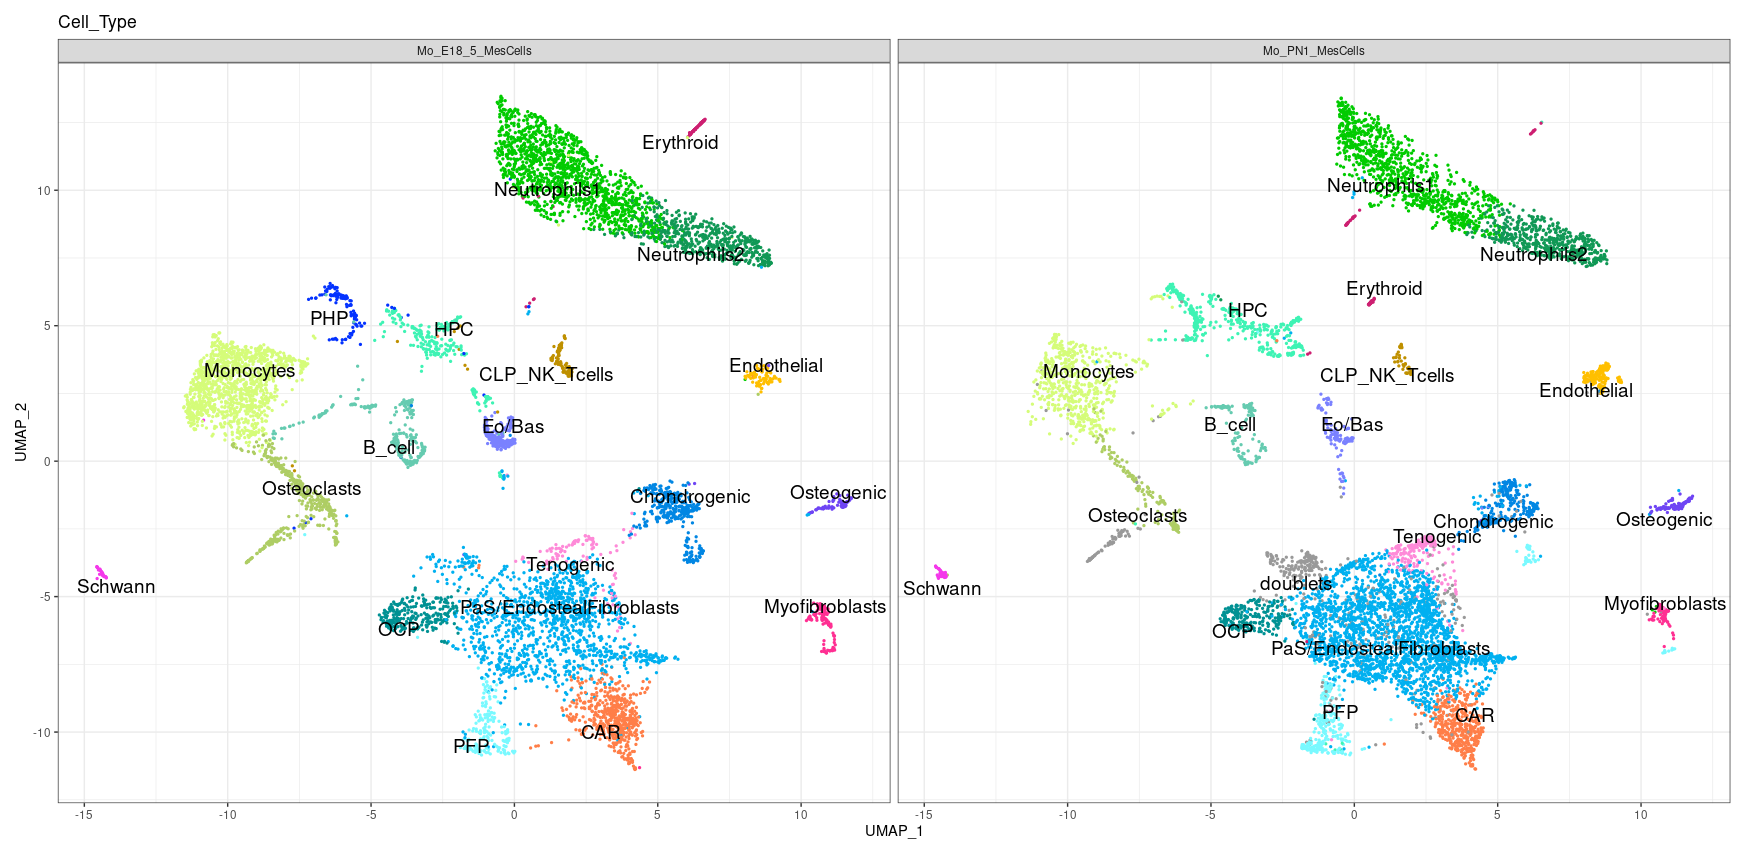 Cell_Type
Mo_E18_5_MesCells
Mo_PN1_MesCells
UMAP_2
10
5
0
-5
-10
Erythroid
Neutrophils1
Neutrophils2
PHP
HPC
Monocytes
CLP_NK_Tcells
Endothelial
Eo/Bas
B_cell
Osteoclasts
Chondrogenic
Osteogenic
Tenogenic
Schwann
PaS/EndostealFibroblasts
Myofibroblasts
OCP
CAR
PFP
-15
-10
-5
0
5
10
Neutrophils1
Neutrophils2
Erythroid
HPC
Monocytes
CLP_NK_Tcells
Endothelial
B_cell
Eo/Bas
Osteoclasts
Chondrogenic
Osteogenic
Tenogenic
doublets
Schwann
Myofibroblasts
OCP
PaS/EndostealFibroblasts
PFP
CAR
-15
-10
-5
0
5
10
UMAP_1